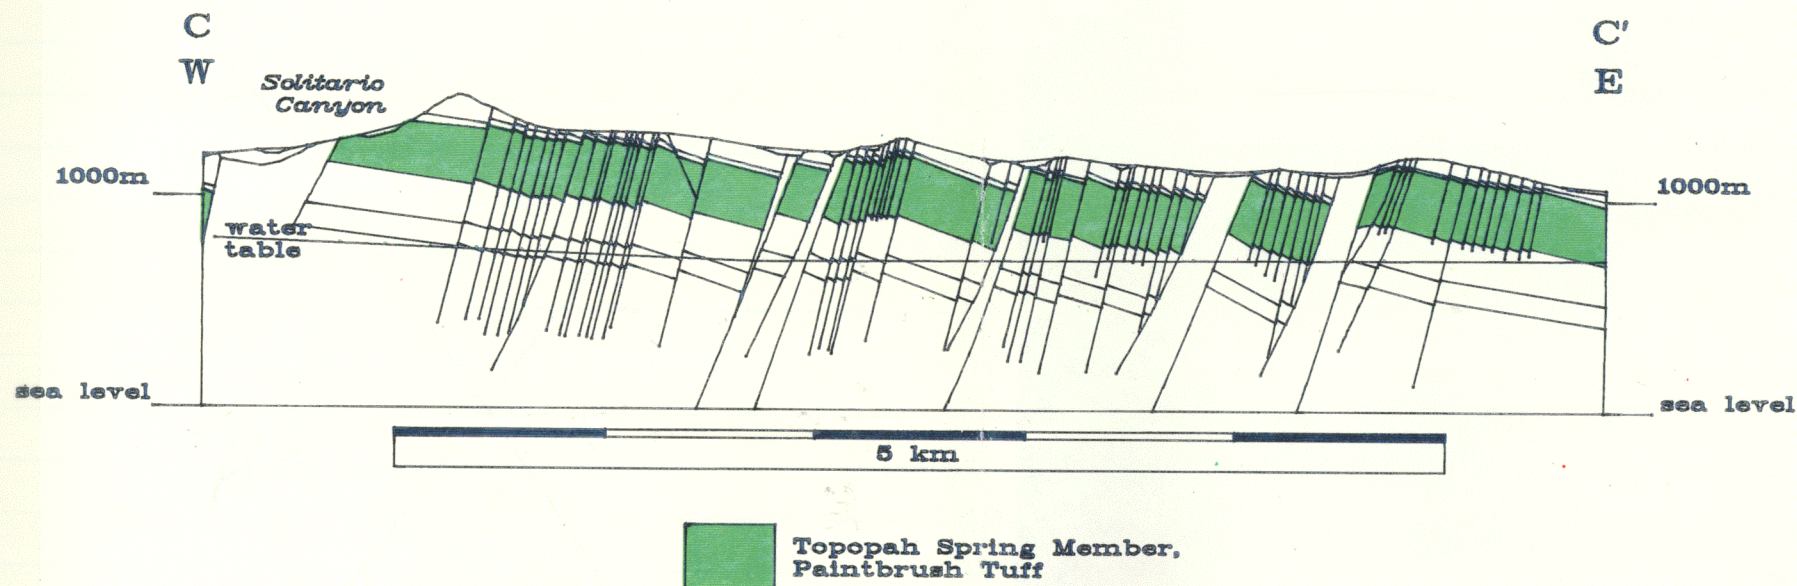 C
W
C'
E
Solitario
Canyon
1000m
1000m
water
table
sea level
sea level
5 km
Topopah Spring Member,
Paintbrush Tuff